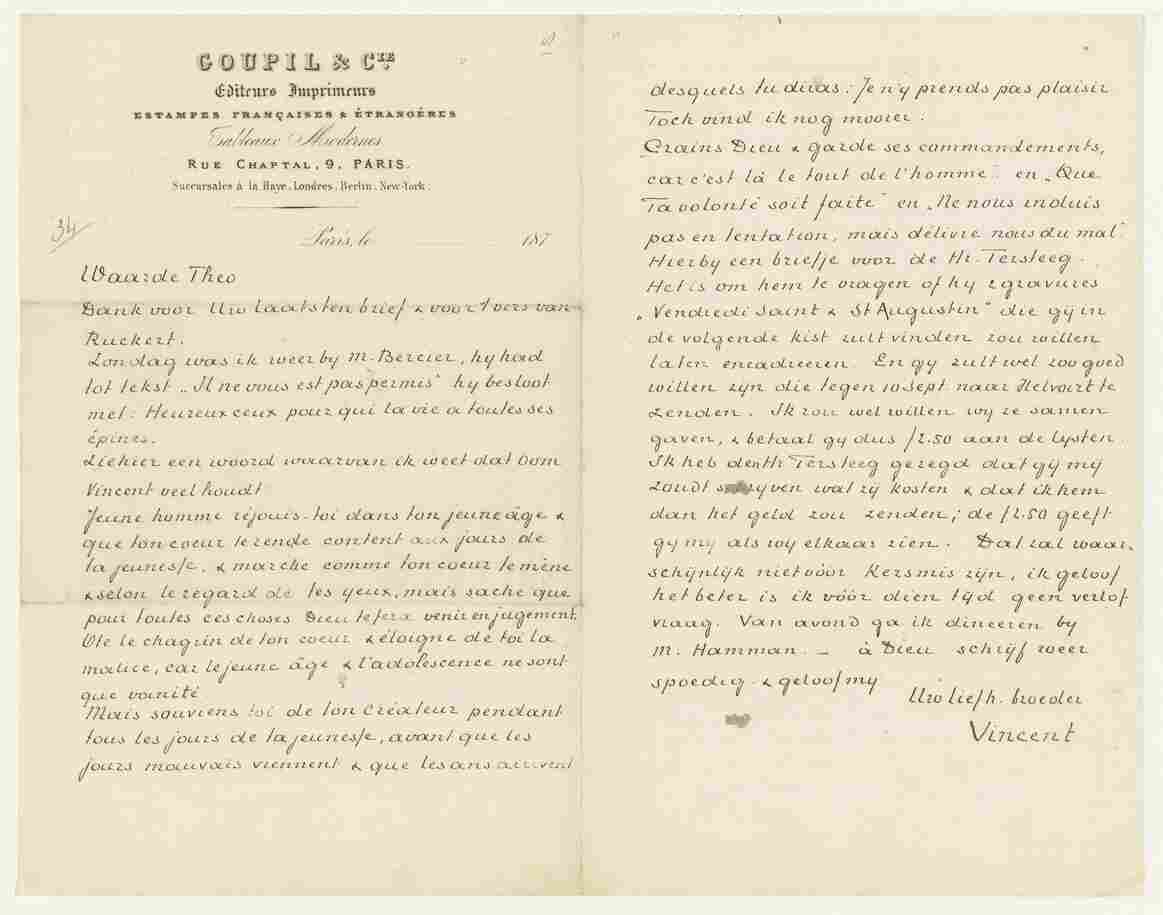 GOUPIL & CIE
Editeurs Imprimeurs
ESTAMPES FRANÇAISES & ÉTRANGÈRES
Tableaux Modernes
RUE CHAPTAL, 9, PARIS.
Succursales à la Haye, Londres, Berlin, New-York.
34
Paris, le 187
Waarde Theo
Dank voor Uw laatsten brief & voor 't vers van
Ruckert.
Zondag was ik weer by M. Bercier, hy had
tot tekst „Il ne vous est pas permis" hy besloot
met: Heureux ceux pour qui la vie a toutes ses
épines.
Ziehier een woord waarvan ik weet dat Oom
Vincent veel houdt
Jeune homme réjouis-toi dans ton jeune âge &
que ton coeur te rende content aux jours de
ta jeunesse, & marche comme ton coeur te mène
& selon le regard de tes yeux, mais sache que
pour toutes ces choses Dieu te fera venir en jugement.
Ote le chagrin de ton coeur & éloigne de toi la
malice, car le jeune âge & l'adolescence ne sont
que vanité
Mais souviens toi de ton Créateur pendant
tous les jours de ta jeunesse, avant que les
jours mauvais viennent & que les ans arrivent
desquels tu diras: Je n'y prends pas plaisir
Toch vind ik nog mooier:
Crains Dieu & garde ses commandements,
car c'est là le tout de l'homme" en „Que
Ta volonté soit faite" en „Ne nous induis
pas en tentation, mais délivre nous du mal".
Hierby een briefje voor de Hr. Tersteeg.
Het is om hem te vragen of hy 2 gravures
„Vendredi Saint & St Augustin" die gij in
de volgende kist zult vinden zou willen
laten encadreeren. En gy zult wel zoo goed
willen zyn die tegen 10 Sept naar Helvoirt te
zenden. Ik zou wel willen wy ze samen
gaven, & betaal gy dus f2.50 aan de lysten.
Ik heb den Hr Tersteeg gezegd dat gij my
zoudt schryven wat zij kosten & dat ik hem
dan het geld zou zenden; de f2.50 geeft
gy my als wy elkaar zien. Dat zal waar-
schijnlijk niet vóór Kersmis zijn, ik geloof
het beter is ik vóór dien tijd geen verlof
vraag. Van avond ga ik dineeren by
M. Hamman. — à Dieu schrijf weer
spoedig & geloof my
Uw liefh. broeder
Vincent